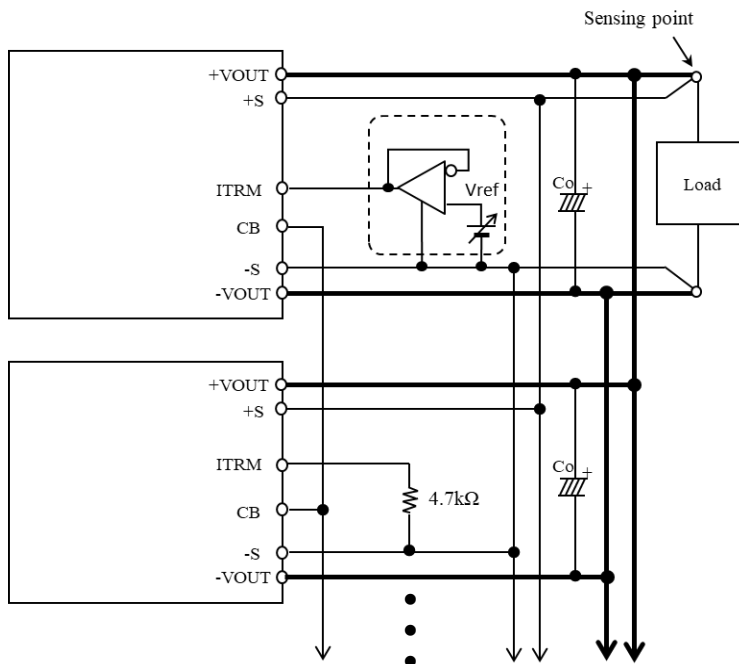 Sensing point
+VOUT
+S
ITRM
Vref
Co
+
Load
CB
-S
-VOUT
+VOUT
+S
ITRM
Co
+
4.7kΩ
CB
-S
-VOUT